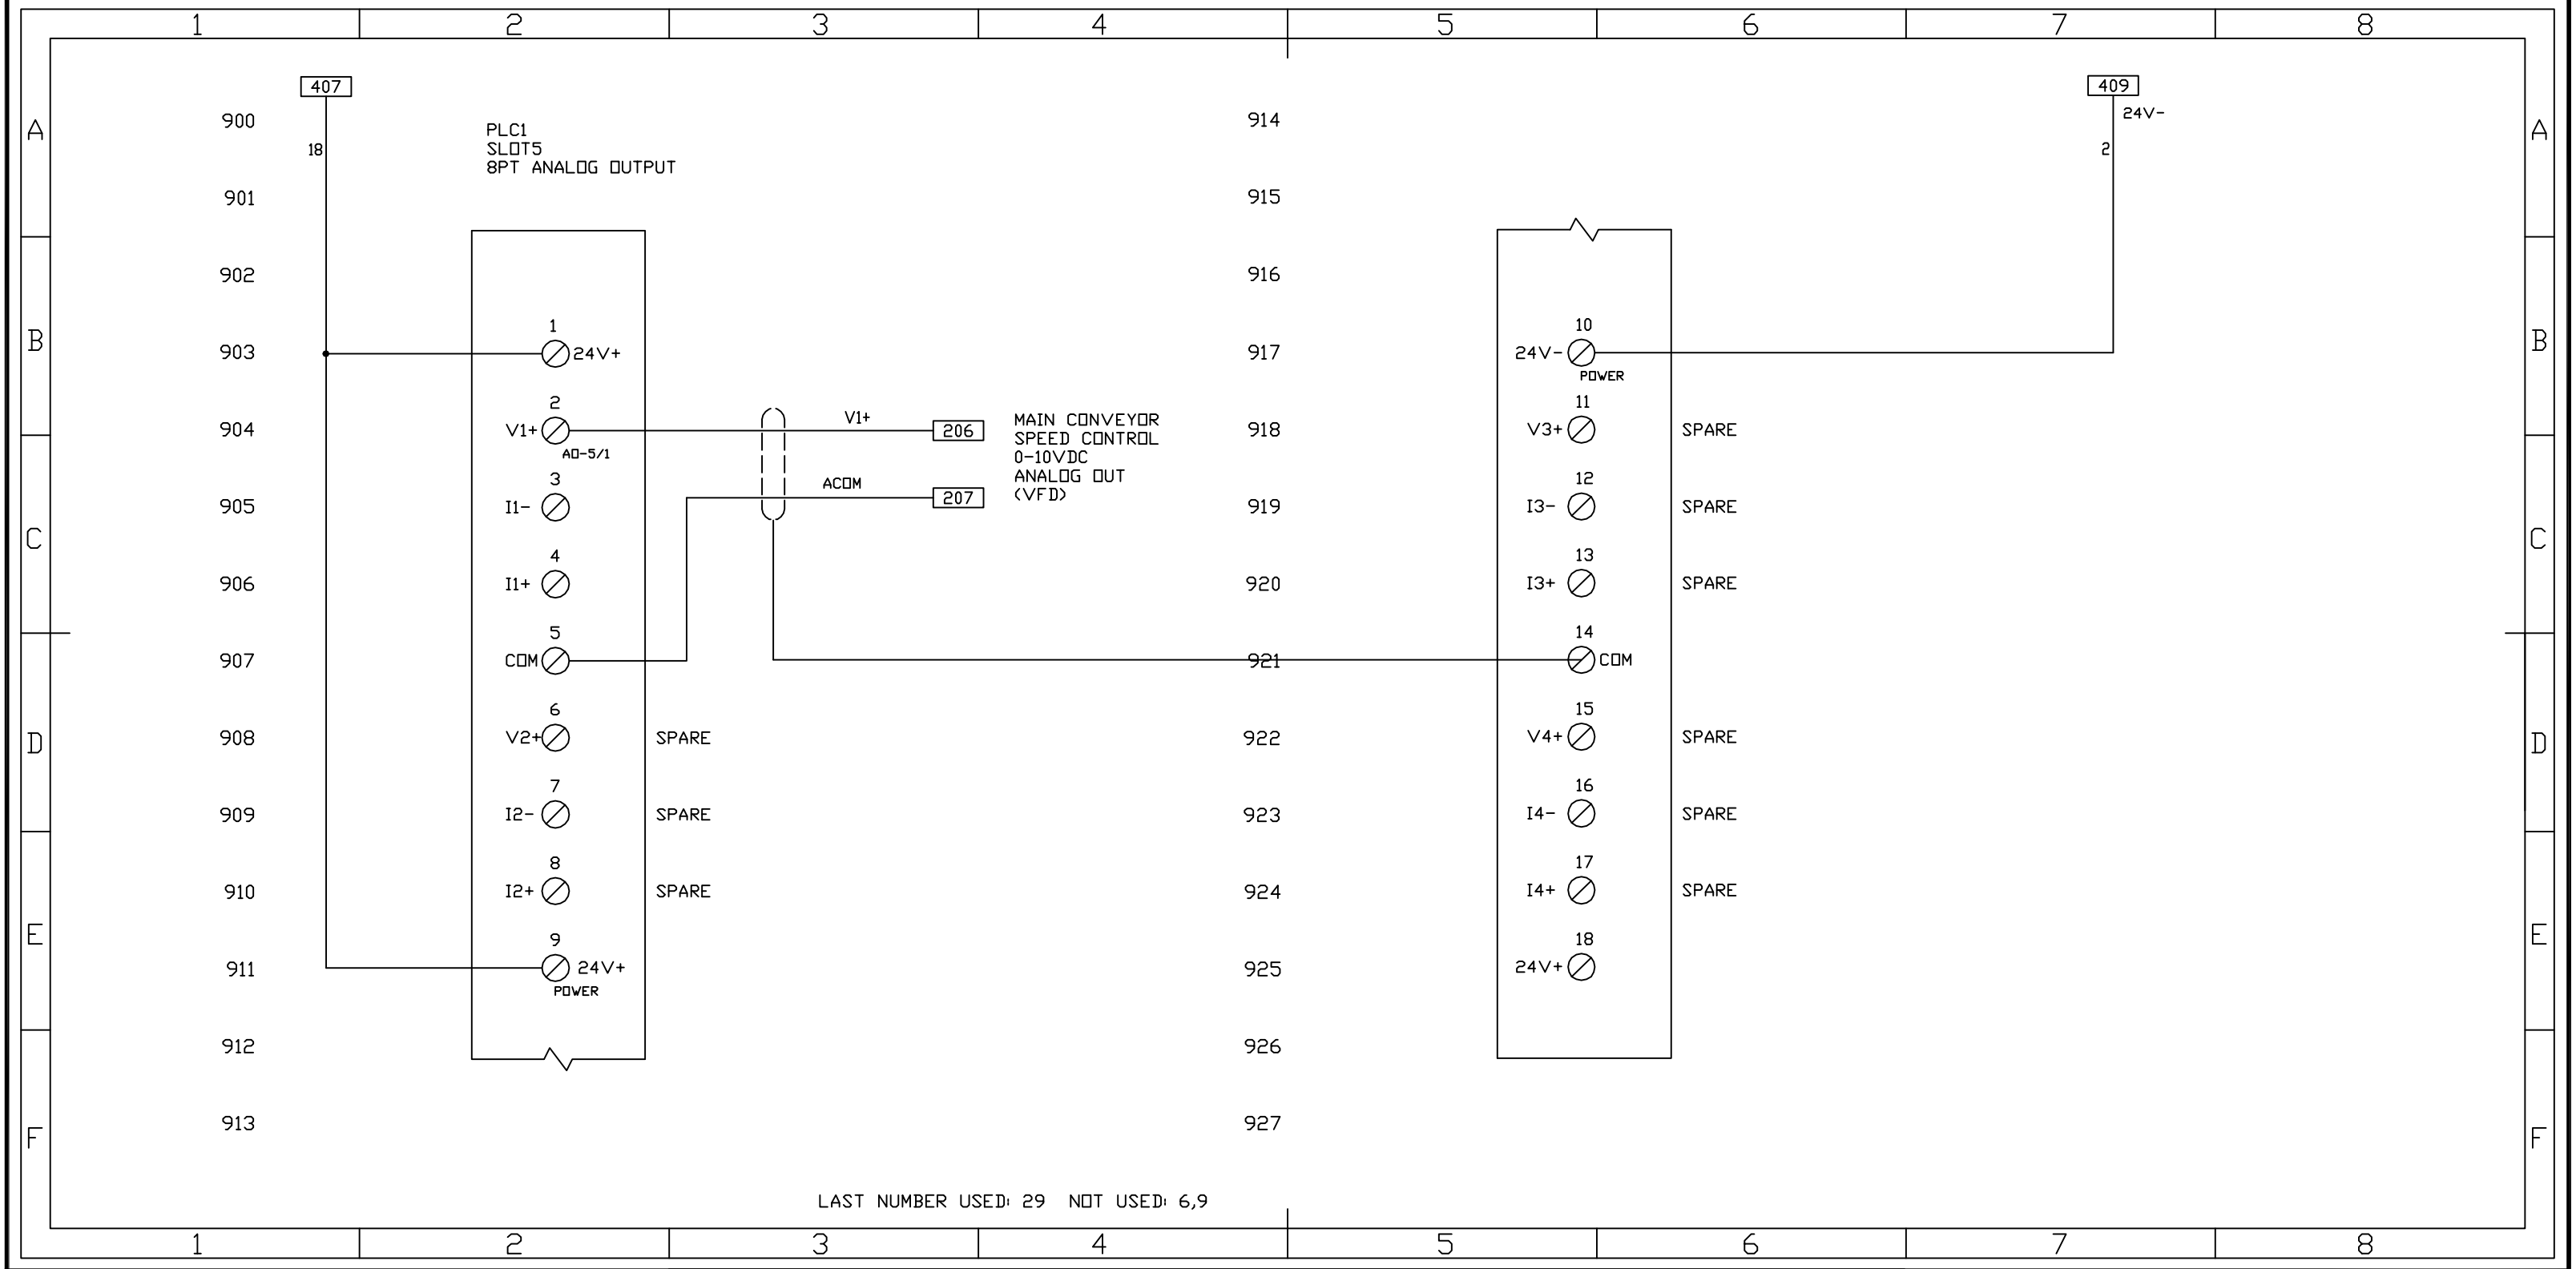 1 2 3 4 5 6 7 8
A A
B B
C C
D D
E E
F F
407
900
18
PLC1
SLOT5
8PT ANALOG OUTPUT
901
902
1
903
24V+
2
904
V1+
AO-5/1
V1+
206
MAIN CONVEYOR
SPEED CONTROL
0-10VDC
ANALOG OUT
(VFD)
3
905
I1-
ACOM
207
4
906
I1+
5
907
COM
6
908
V2+
SPARE
7
909
I2-
SPARE
8
910
I2+
SPARE
9
911
24V+
POWER
912
913
409
24V-
914
2
915
916
10
917
24V-
POWER
11
918
V3+
SPARE
12
919
I3-
SPARE
13
920
I3+
SPARE
14
921
COM
15
922
V4+
SPARE
16
923
I4-
SPARE
17
924
I4+
SPARE
18
925
24V+
926
927
LAST NUMBER USED: 29 NOT USED: 6,9
1 2 3 4 5 6 7 8